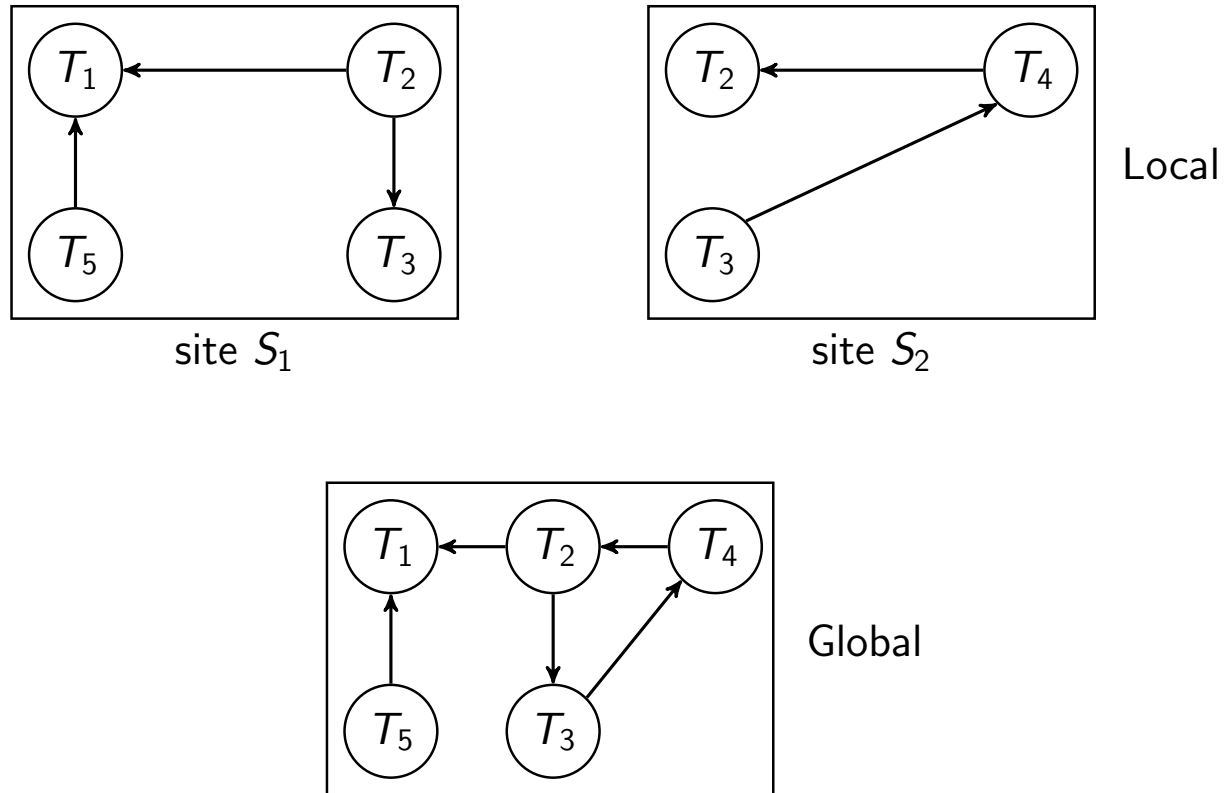 T1 T2
T5 T3
site S1
T2 T4
T3
site S2
Local
T1 T2 T4
T5 T3
Global